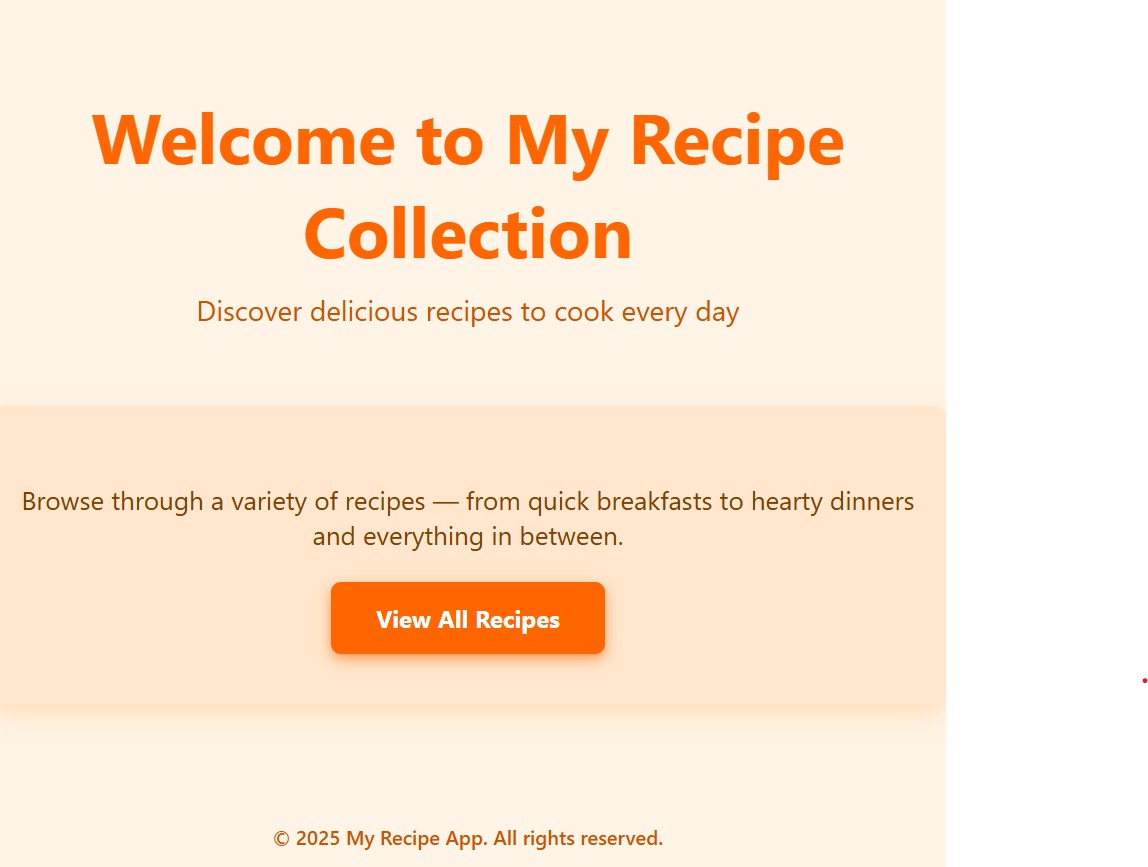 Welcome to My Recipe
Collection
Discover delicious recipes to cook every day
Browse through a variety of recipes — from quick breakfasts to hearty dinners
and everything in between.
View All Recipes
© 2025 My Recipe App. All rights reserved.